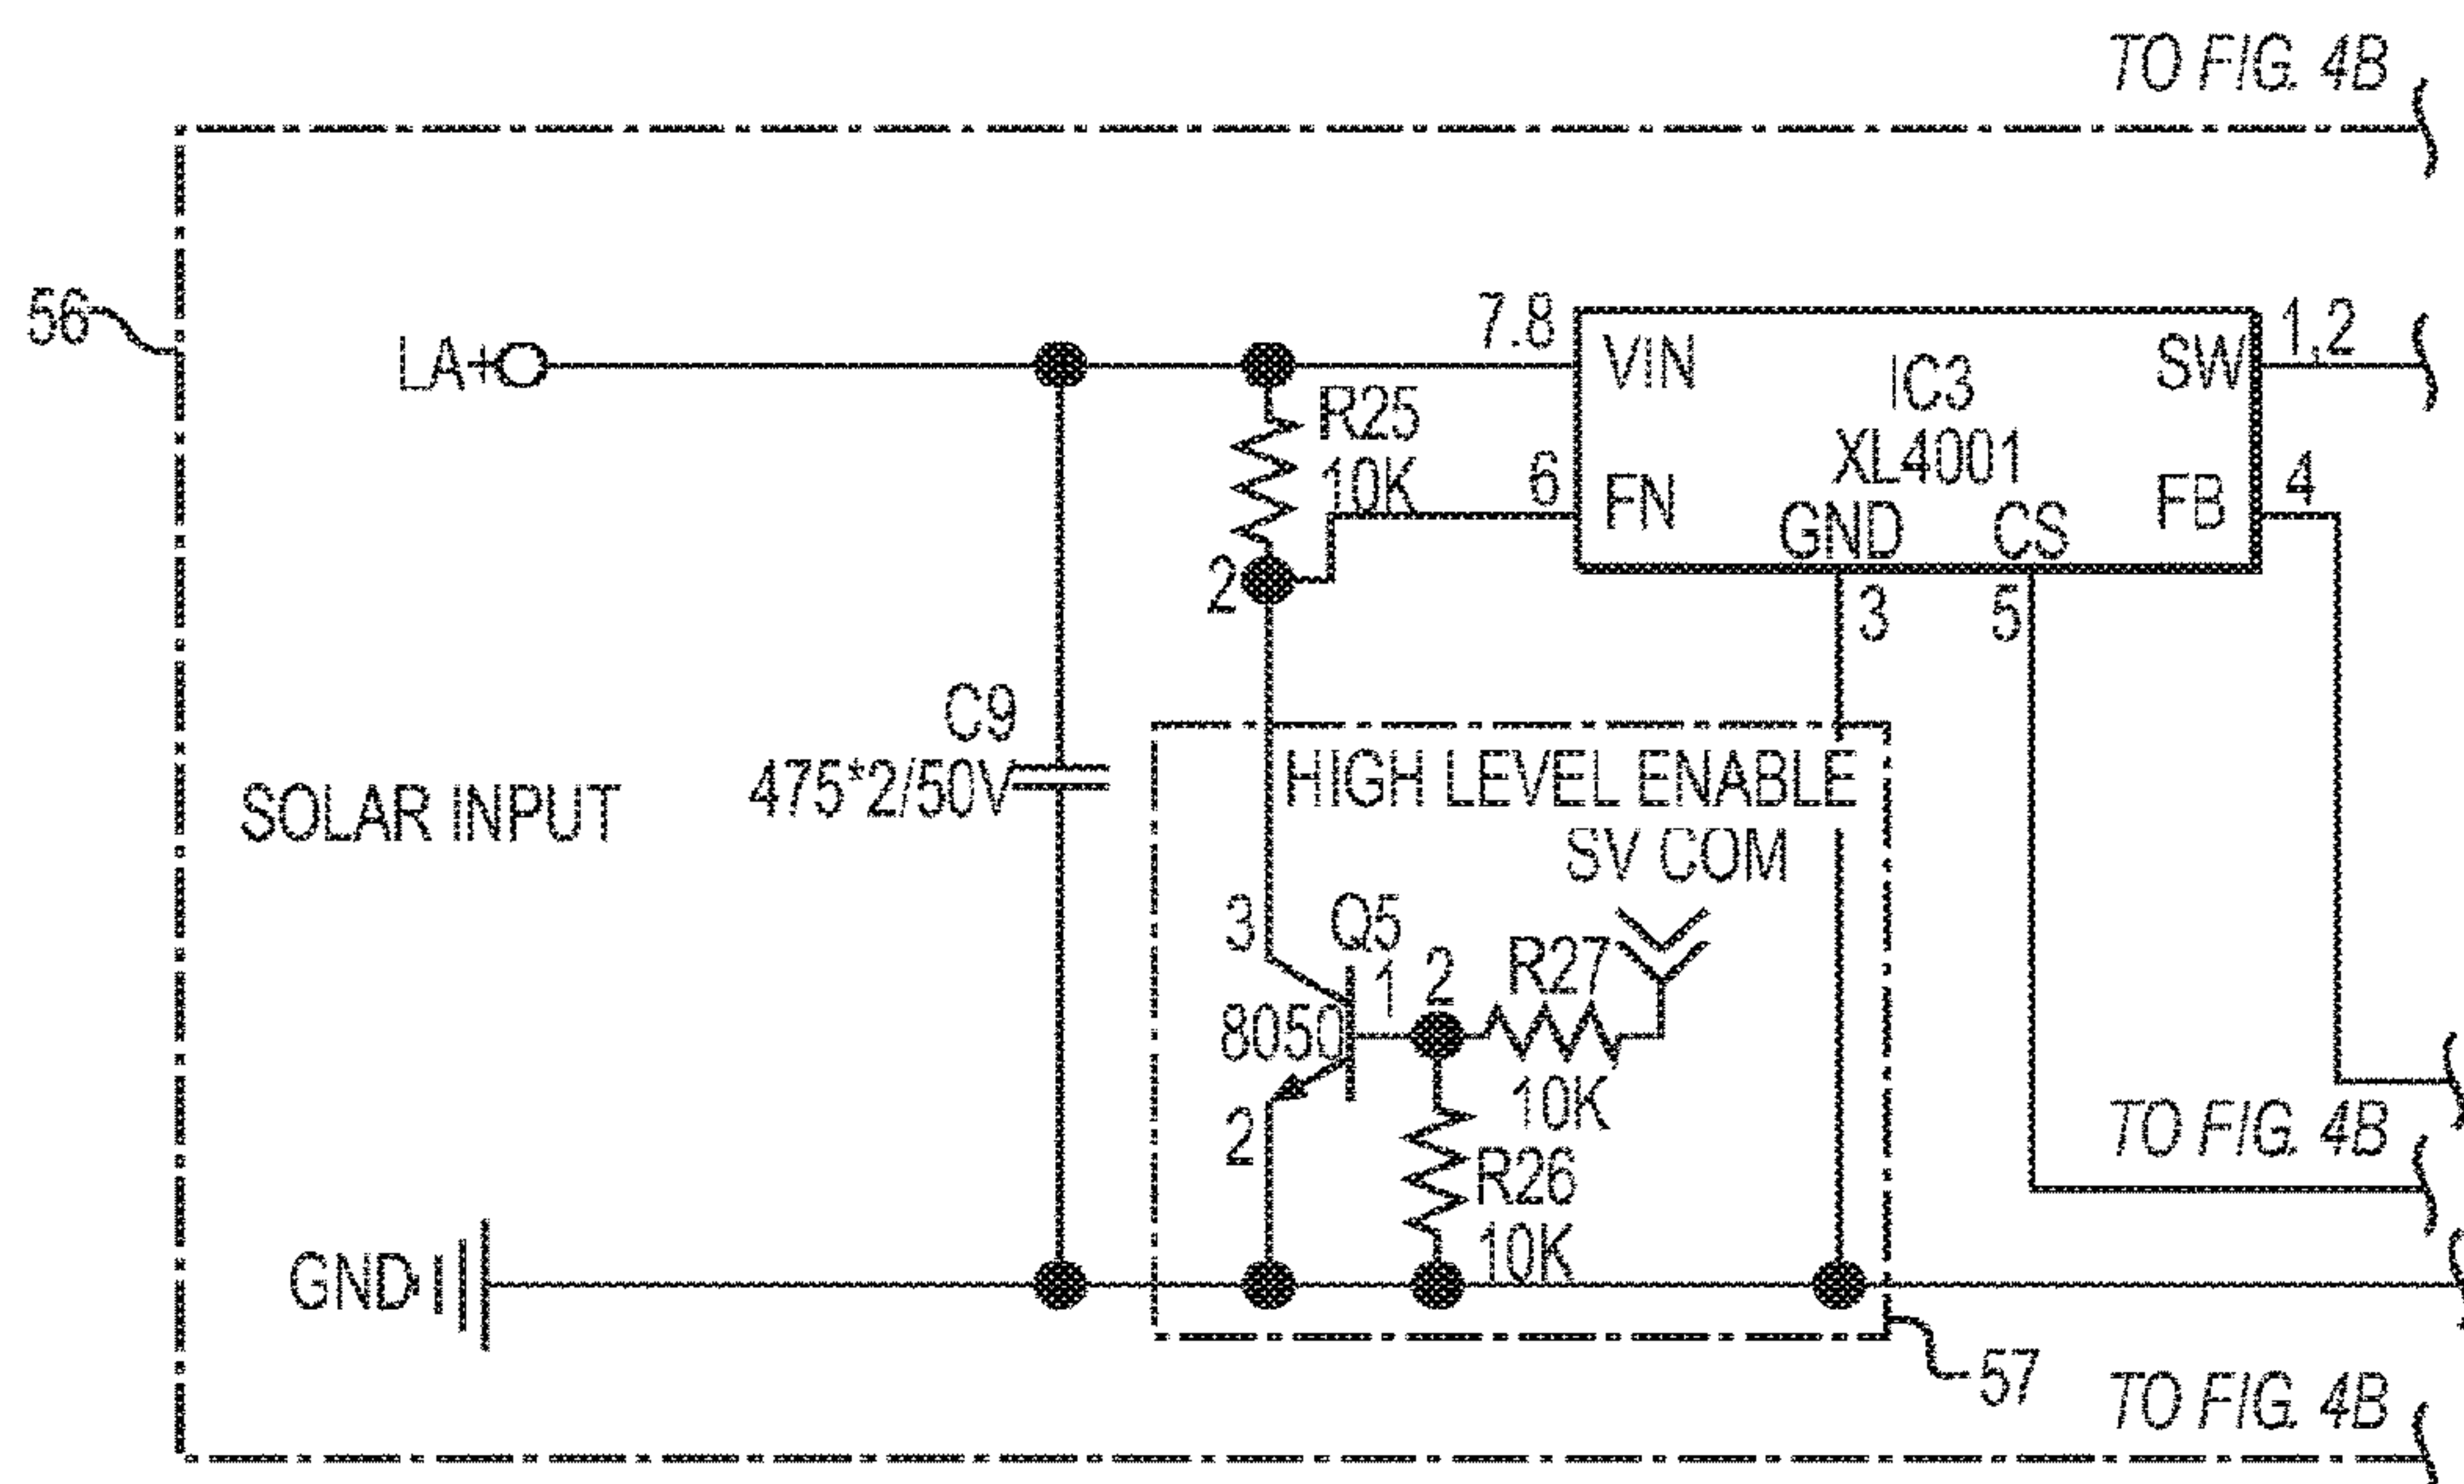 TO FIG. 4B
56
LA+
7.8
VIN
IC3
SW
1,2
R25
10K
XL4001
6
FN
GND
CS
FB
4
2
3
5
C9
475*2/50V
SOLAR INPUT
HIGH LEVEL ENABLE
SV COM
3
Q5
1
2
R27
8050
10K
2
R26
10K
TO FIG. 4B
GND
57
TO FIG. 4B